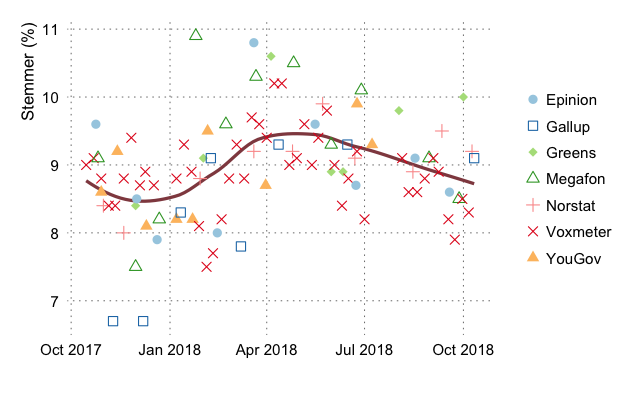 Stemmer (%)
11
10
9
8
7
Oct 2017
Jan 2018
Apr 2018
Jul 2018
Oct 2018
Epinion
Gallup
Greens
Megafon
Norstat
Voxmeter
YouGov